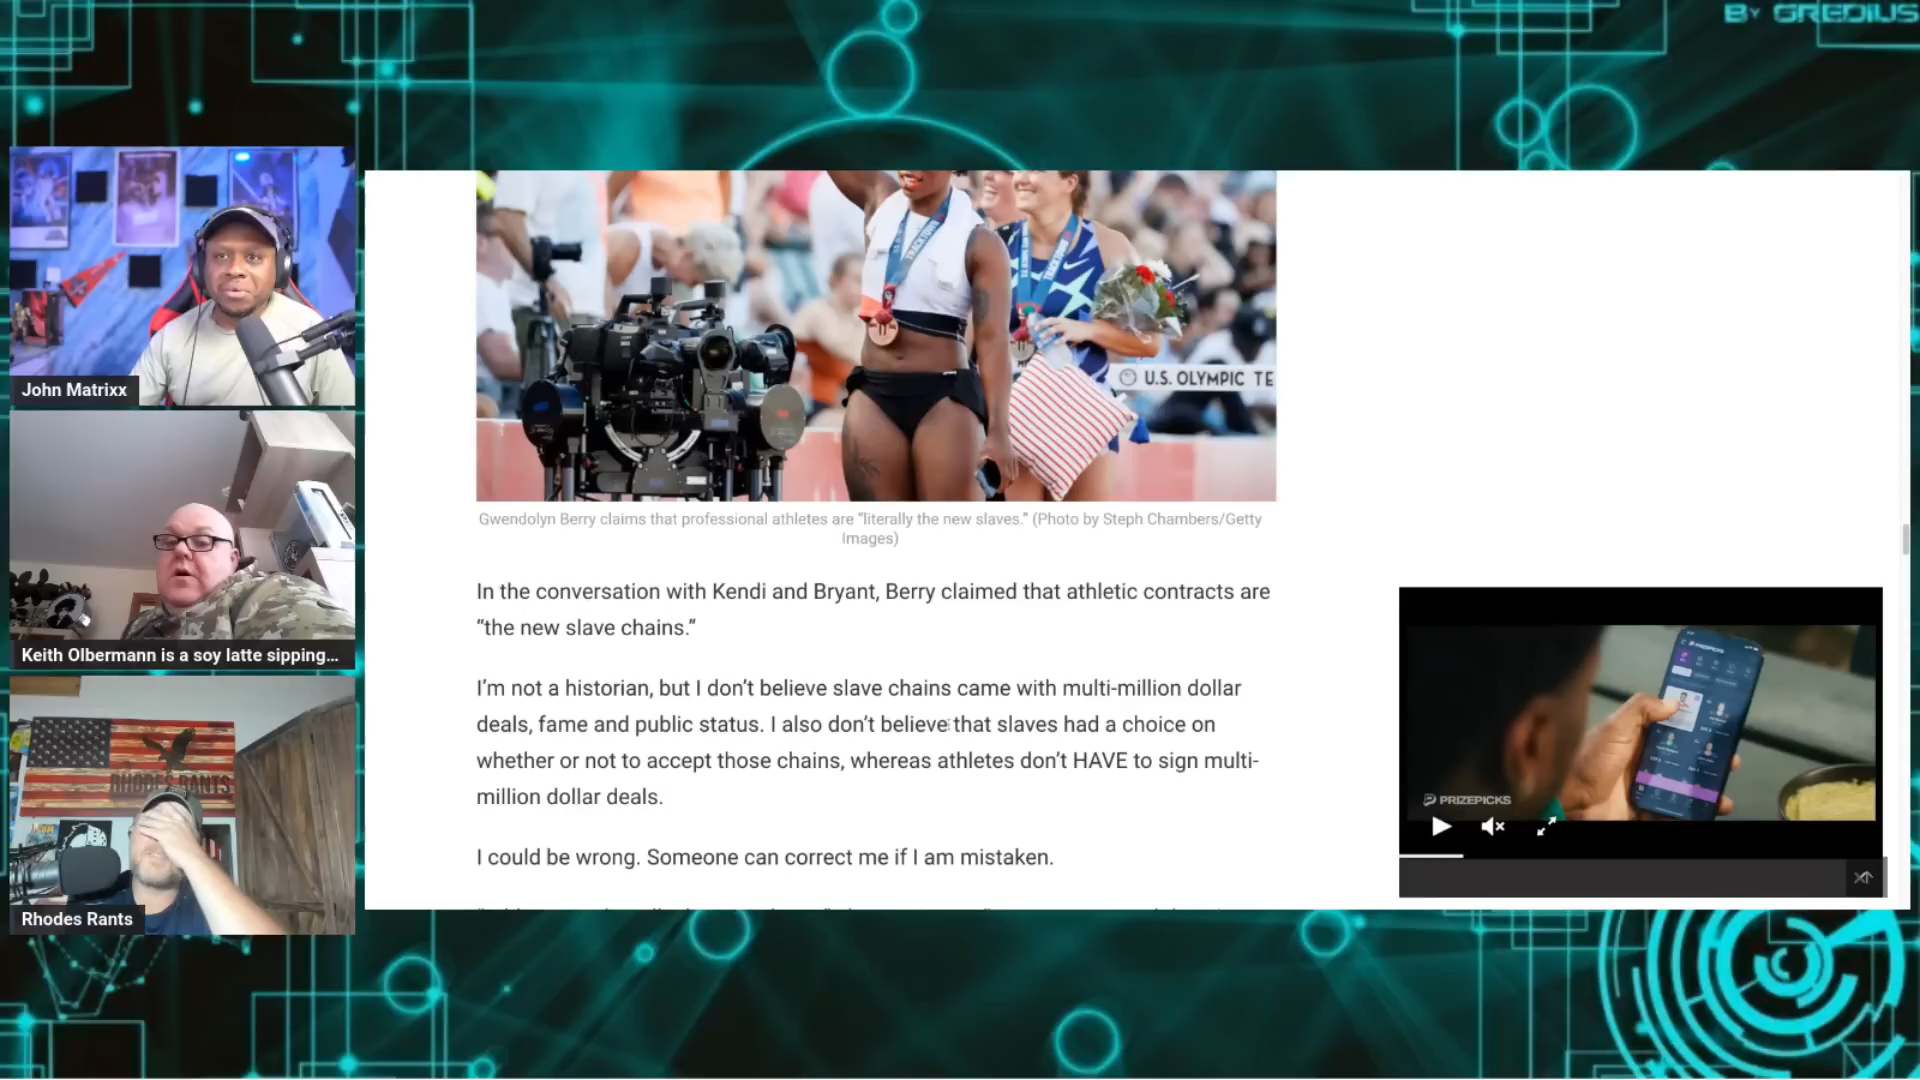 BY GREDIUS
John Matrixx
Keith Olbermann is a soy latte sipping...
RHODES RANTS
Rhodes Rants
TRACKTOWN
TRACKTOWN
U.S. OLYMPIC TE
Gwendolyn Berry claims that professional athletes are “literally the new slaves.” (Photo by Steph Chambers/Getty
Images)
In the conversation with Kendi and Bryant, Berry claimed that athletic contracts are
“the new slave chains.”
I’m not a historian, but I don’t believe slave chains came with multi-million dollar
deals, fame and public status. I also don’t believe that slaves had a choice on
whether or not to accept those chains, whereas athletes don’t HAVE to sign multi-
million dollar deals.
I could be wrong. Someone can correct me if I am mistaken.
PRIZEPICKS
PRIZEPICKS